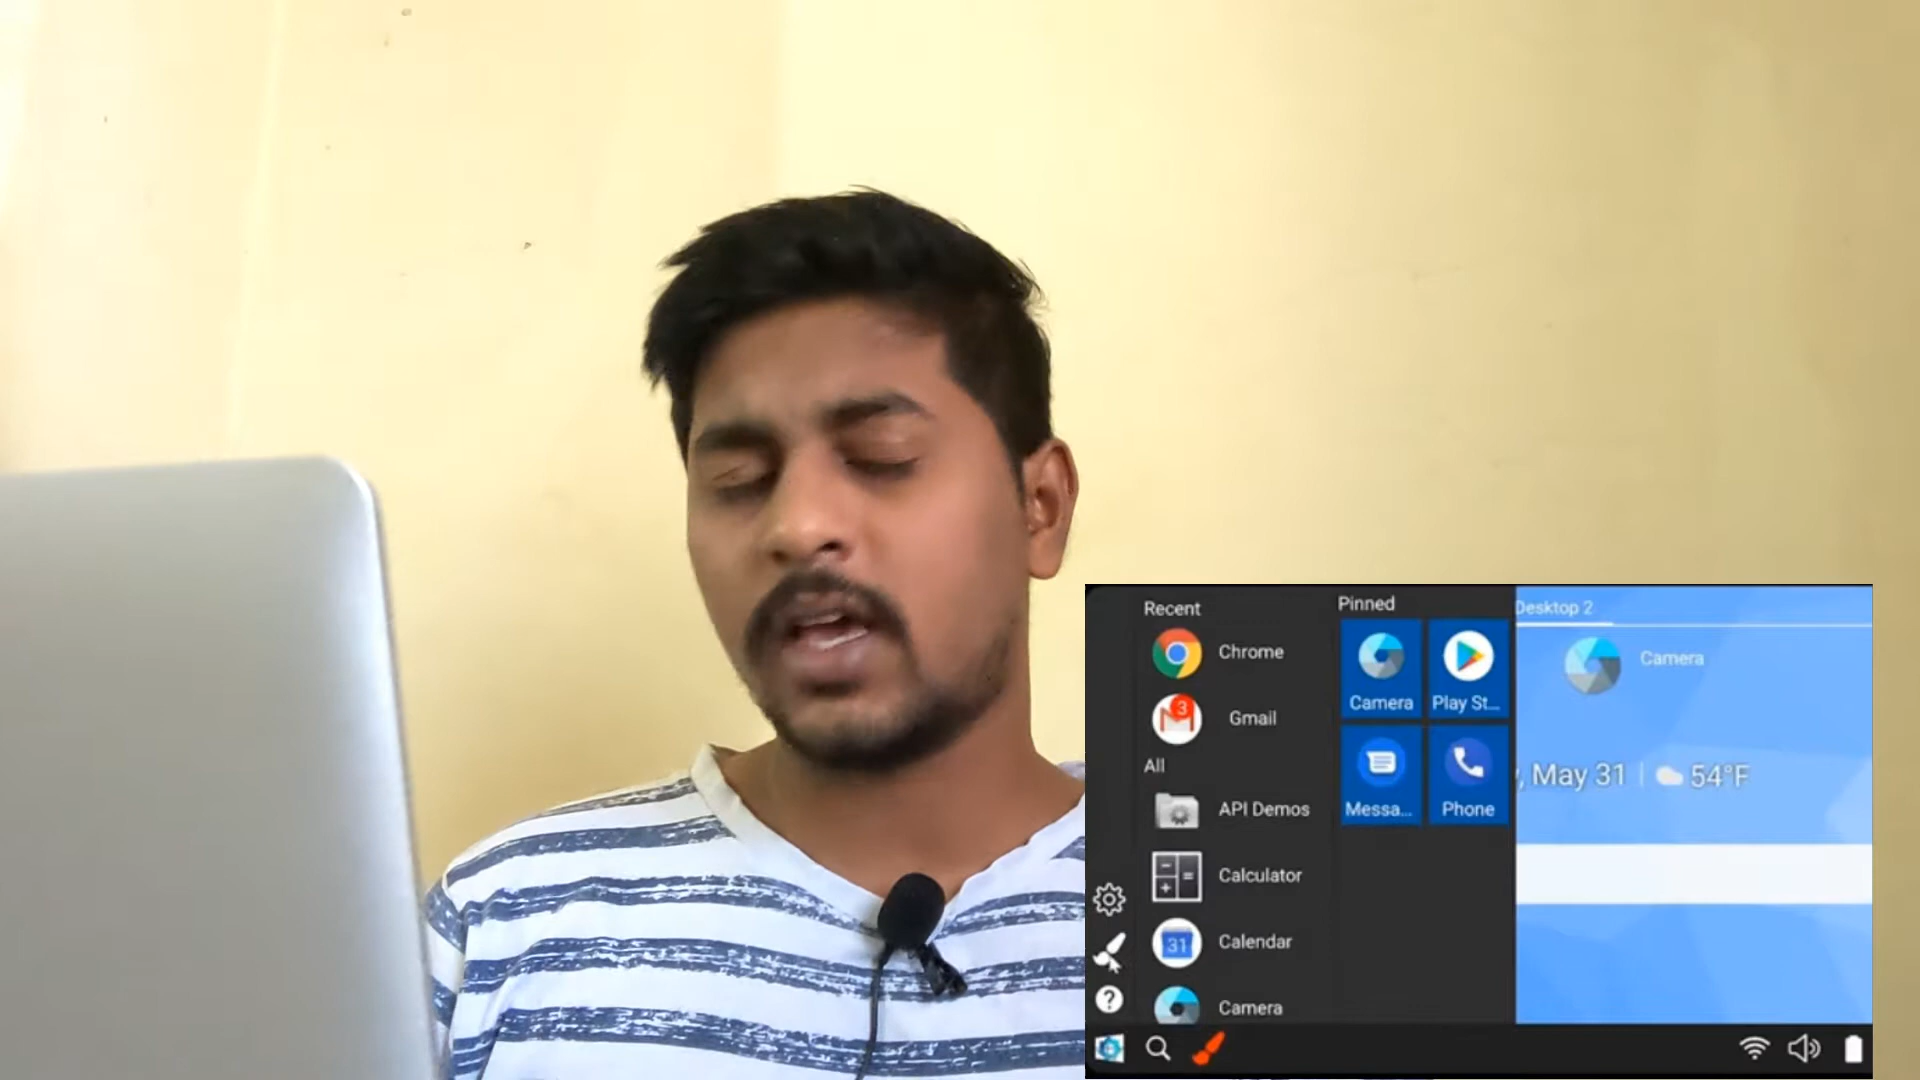 Recent
Chrome
3
Gmail
All
API Demos
Calculator
31
Calendar
Camera
Pinned
Camera
Play St...
Messa...
Phone
Desktop 2
Camera
, May 31 | 54°F